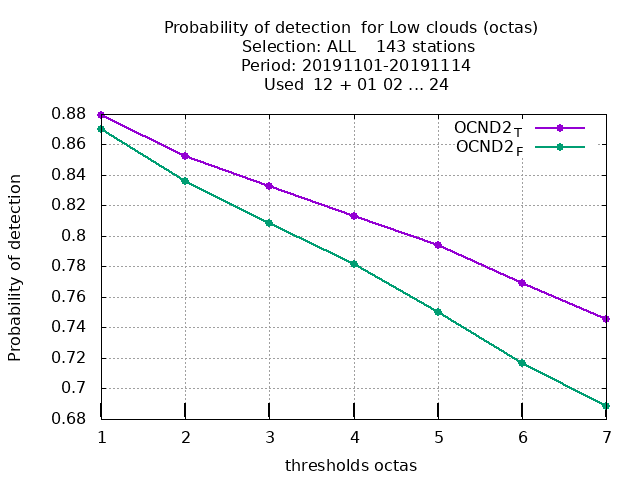 Probability of detection  for Low clouds (octas)
Selection: ALL    143 stations
Period: 20191101-20191114
Used  12 + 01 02 ... 24
OCND2T
OCND2F
0.88
0.86
0.84
0.82
0.8
0.78
0.76
0.74
0.72
0.7
0.68
Probability of detection
1 2 3 4 5 6 7
thresholds octas